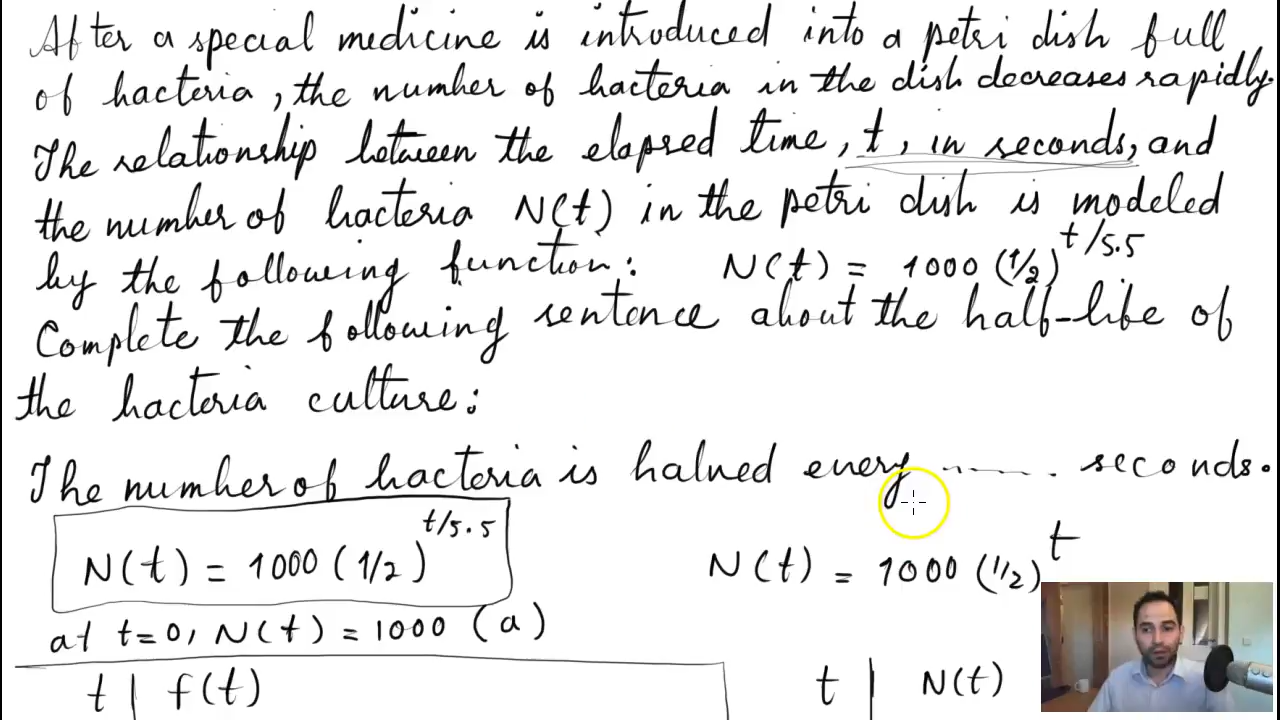 After a special medicine is introduced into a petri dish full
of bacteria, the number of bacteria in the dish decreases rapidly.
The relationship between the elapsed time, t, in seconds, and
the number of bacteria N(t) in the petri dish is modeled
by the following function: N(t) = 1000 (1/2)^t/5.5
Complete the following sentence about the half-life of
the bacteria culture:
The number of bacteria is halved every ....... seconds.
N(t) = 1000 (1/2)^t/5.5
N(t) = 1000 (1/2)^t
at t=0, N(t) = 1000 (a)
t | f(t)
t | N(t)